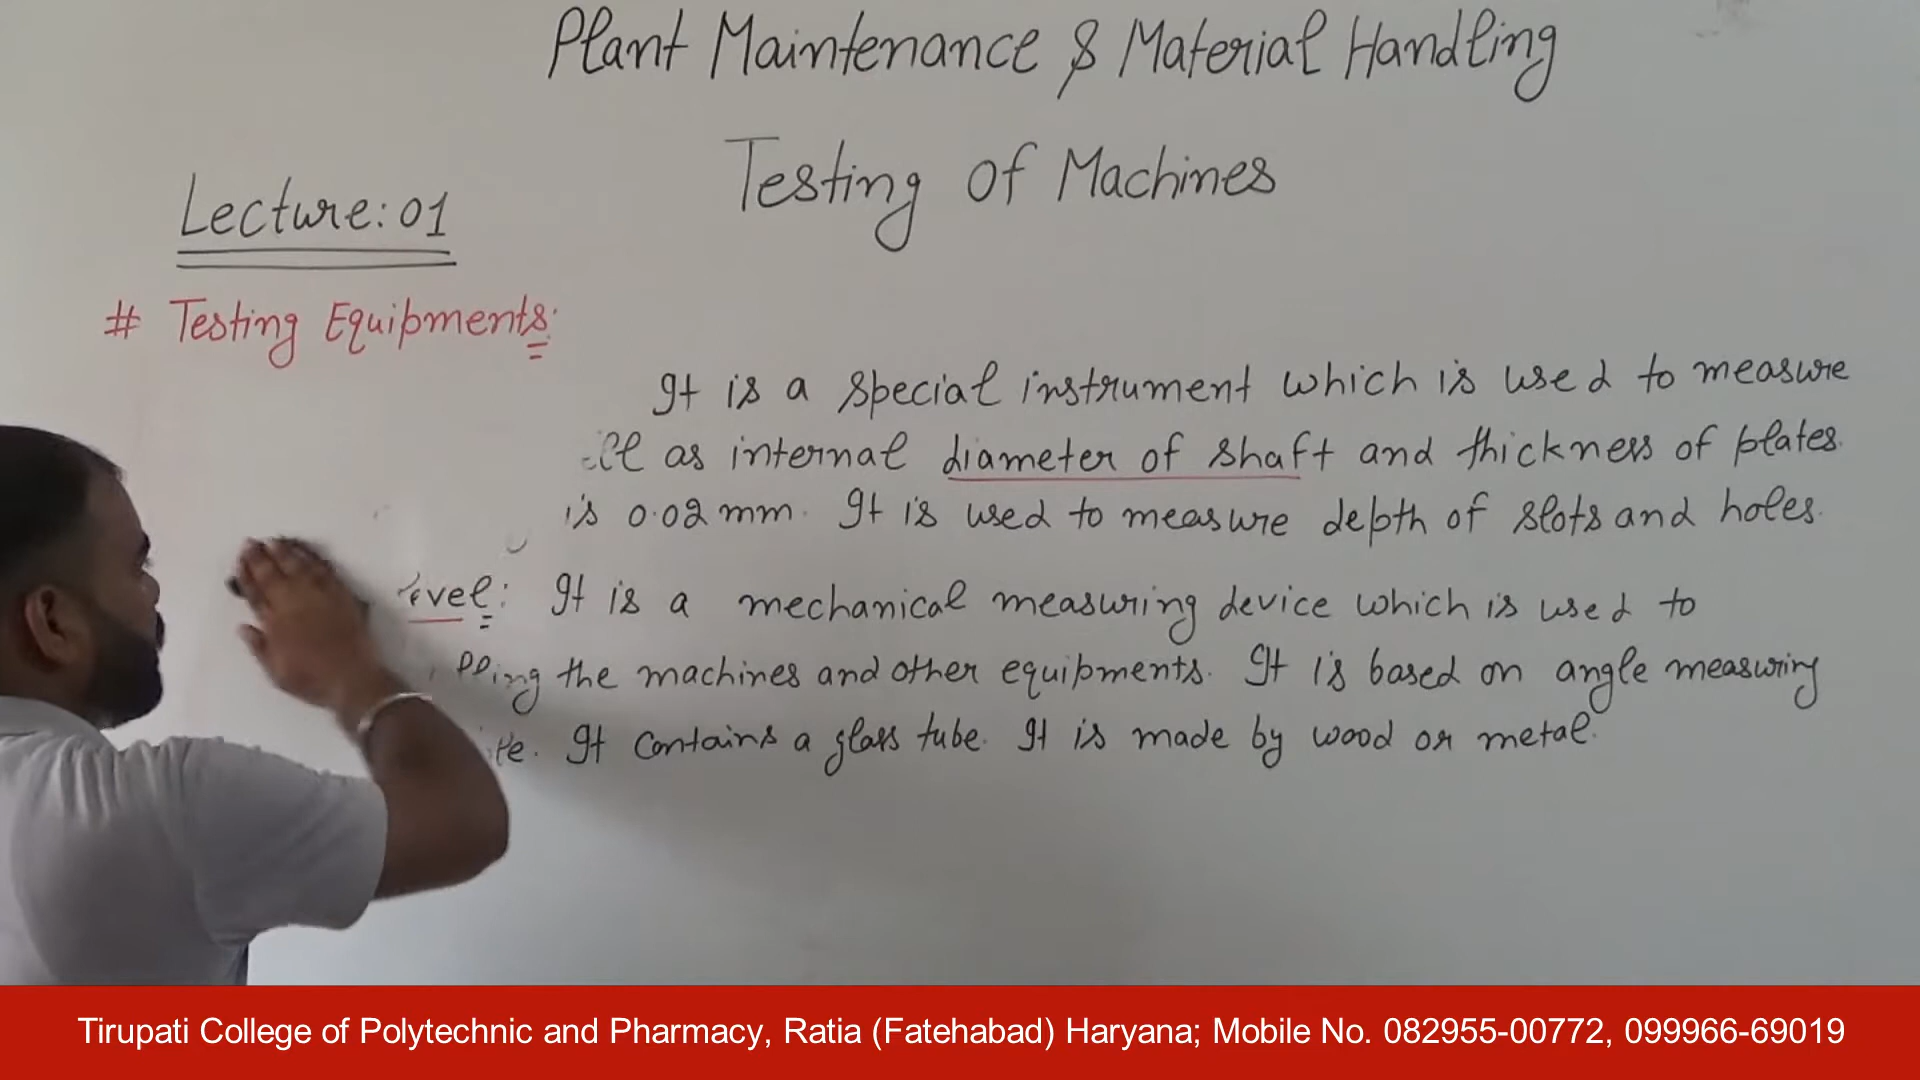 Plant Maintenance & Material Handling
Testing Of Machines
Lecture: 01
# Testing Equipments:
It is a special instrument which is used to measure
as internal diameter of shaft and thickness of plates.
is 0.02 mm. It is used to measure depth of slots and holes.
It is a mechanical measuring device which is used to
the machines and other equipments. It is based on angle measuring
It contains a glass tube. It is made by wood or metal.
Tirupati College of Polytechnic and Pharmacy, Ratia (Fatehabad) Haryana; Mobile No. 082955-00772, 099966-69019